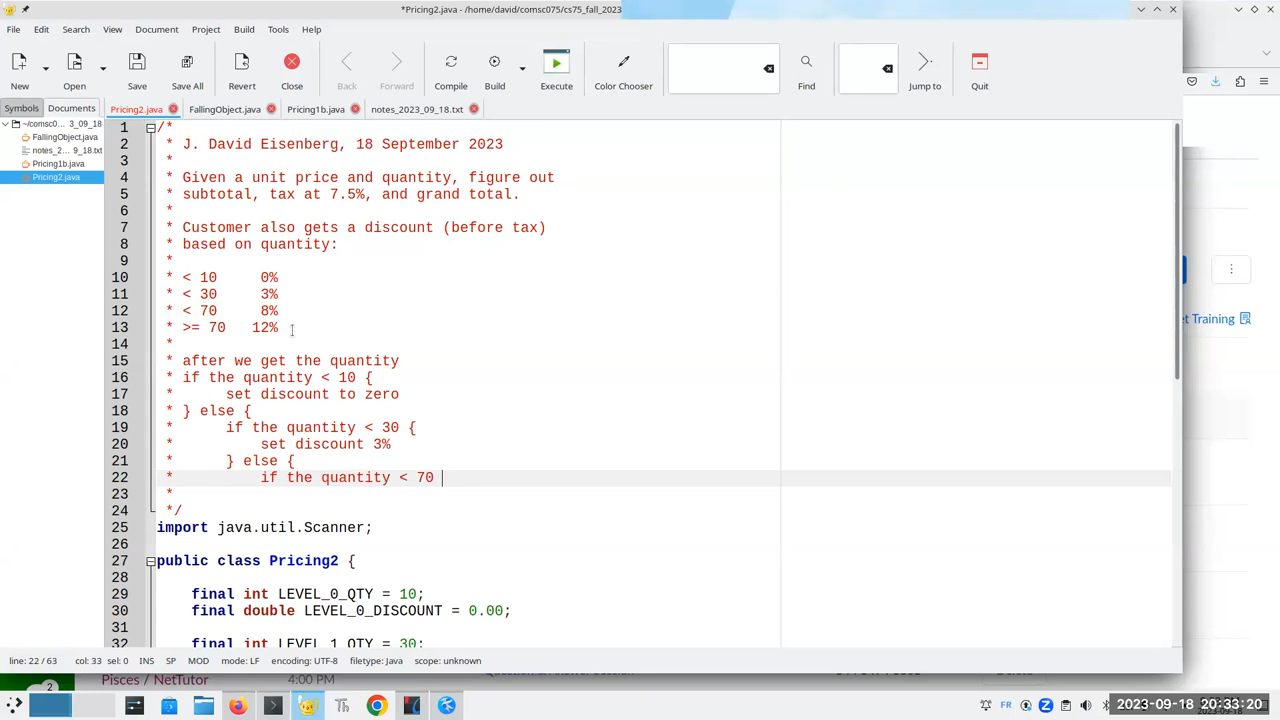 *Pricing2.java - /home/david/comsc075/cs75_fall_2023
File Edit Search View Document Project Build Tools Help
New Open Save Save All Revert Close Back Forward Compile Build Execute Color Chooser Find Jump to Quit
Symbols Documents Pricing2.java FallingObject.java Pricing1b.java notes_2023_09_18.txt
~/comsc0... 3_09_18
FallingObject.java
notes_2... 9_18.txt
Pricing1b.java
Pricing2.java
1 /*
2 * J. David Eisenberg, 18 September 2023
3 *
4 * Given a unit price and quantity, figure out
5 * subtotal, tax at 7.5%, and grand total.
6 *
7 * Customer also gets a discount (before tax)
8 * based on quantity:
9 *
10 * < 10 0%
11 * < 30 3%
12 * < 70 8%
13 * >= 70 12%
14 *
15 * after we get the quantity
16 * if the quantity < 10 {
17 * set discount to zero
18 * } else {
19 * if the quantity < 30 {
20 * set discount 3%
21 * } else {
22 * if the quantity < 70
23 *
24 */
25 import java.util.Scanner;
26
27 public class Pricing2 {
28
29 final int LEVEL_0_QTY = 10;
30 final double LEVEL_0_DISCOUNT = 0.00;
31
32 final int LEVEL_1_QTY = 30;
line: 22 / 63 col: 33 sel: 0 INS SP MOD mode: LF encoding: UTF-8 filetype: Java scope: unknown
et Training
2
Pisces / NetTutor 4:00 PM
FR
2023-09-18 20:33:20